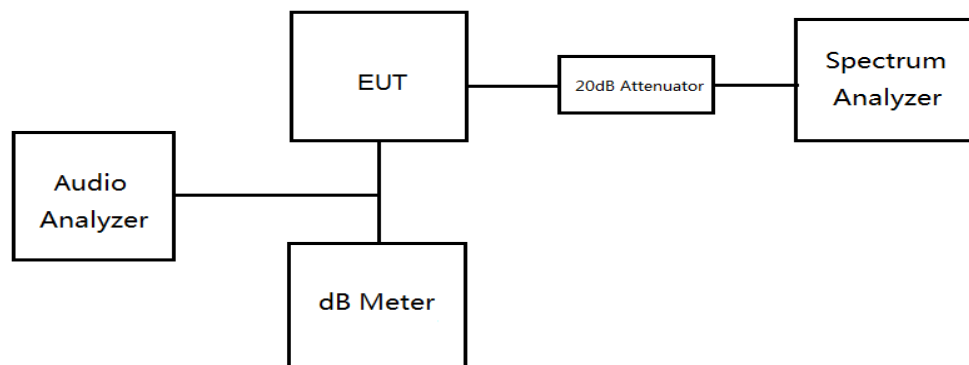 EUT
20dB Attenuator
Spectrum
Analyzer
Audio
Analyzer
dB Meter